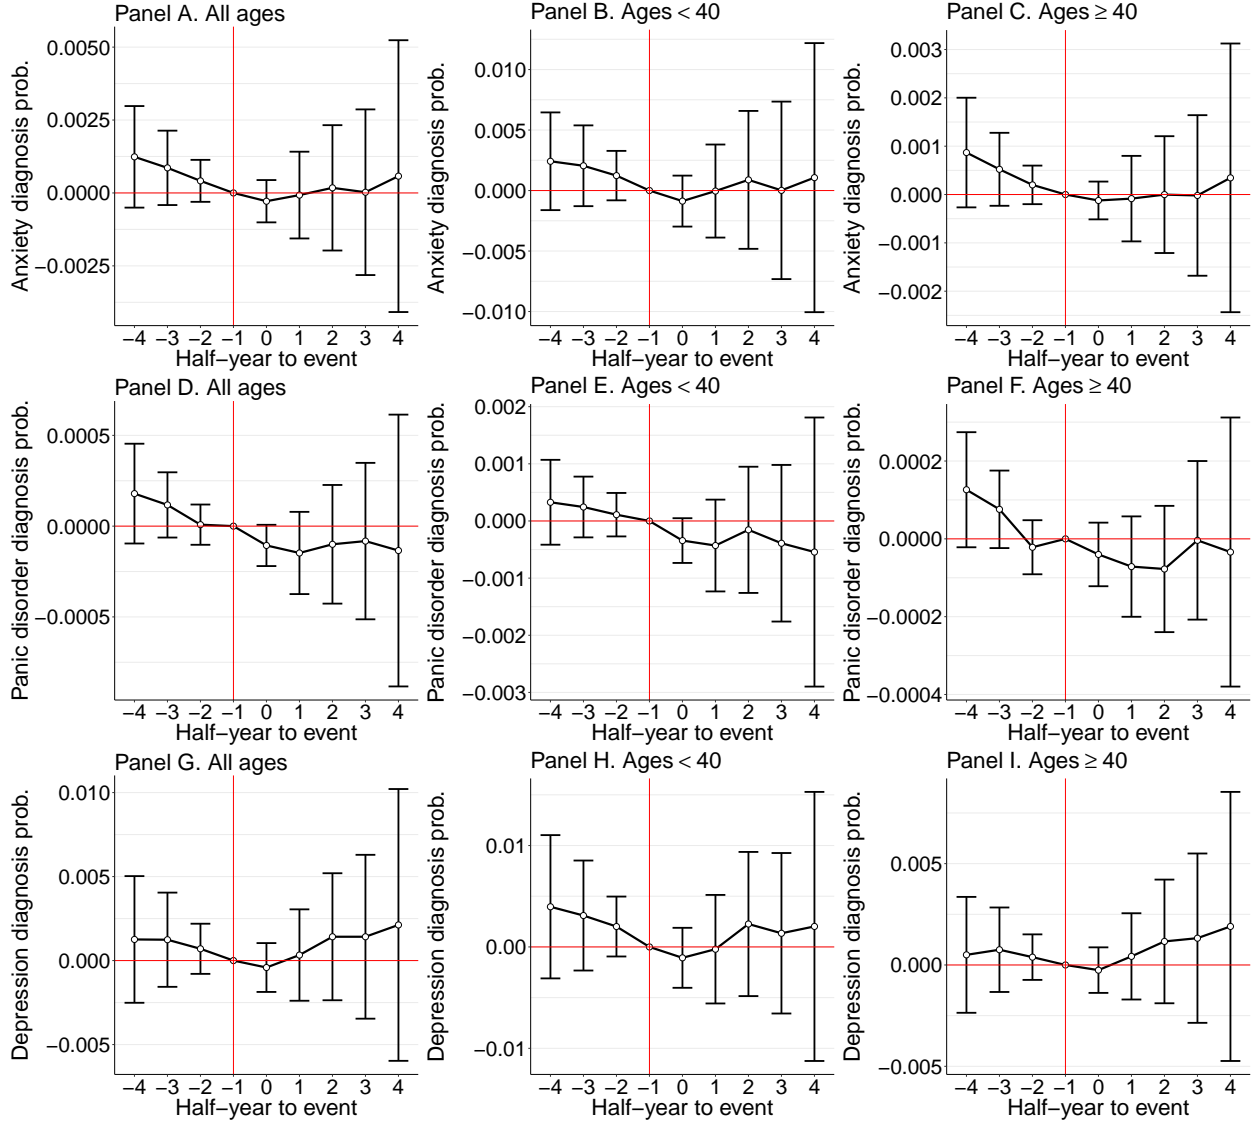 Panel A. All ages
Anxiety diagnosis prob.
0.0050
0.0025
0.0000
−0.0025
−4 −3 −2 −1 0 1 2 3 4
Half−year to event
Panel B. Ages < 40
Anxiety diagnosis prob.
0.010
0.005
0.000
−0.005
−0.010
−4 −3 −2 −1 0 1 2 3 4
Half−year to event
Panel C. Ages ≥ 40
Anxiety diagnosis prob.
0.003
0.002
0.001
0.000
−0.001
−0.002
−4 −3 −2 −1 0 1 2 3 4
Half−year to event
Panel D. All ages
Panic disorder diagnosis prob.
0.0005
0.0000
−0.0005
−4 −3 −2 −1 0 1 2 3 4
Half−year to event
Panel E. Ages < 40
Panic disorder diagnosis prob.
0.002
0.001
0.000
−0.001
−0.002
−0.003
−4 −3 −2 −1 0 1 2 3 4
Half−year to event
Panel F. Ages ≥ 40
Panic disorder diagnosis prob.
0.0002
0.0000
−0.0002
−0.0004
−4 −3 −2 −1 0 1 2 3 4
Half−year to event
Panel G. All ages
Depression diagnosis prob.
0.010
0.005
0.000
−0.005
−4 −3 −2 −1 0 1 2 3 4
Half−year to event
Panel H. Ages < 40
Depression diagnosis prob.
0.01
0.00
−0.01
−4 −3 −2 −1 0 1 2 3 4
Half−year to event
Panel I. Ages ≥ 40
Depression diagnosis prob.
0.005
0.000
−0.005
−4 −3 −2 −1 0 1 2 3 4
Half−year to event